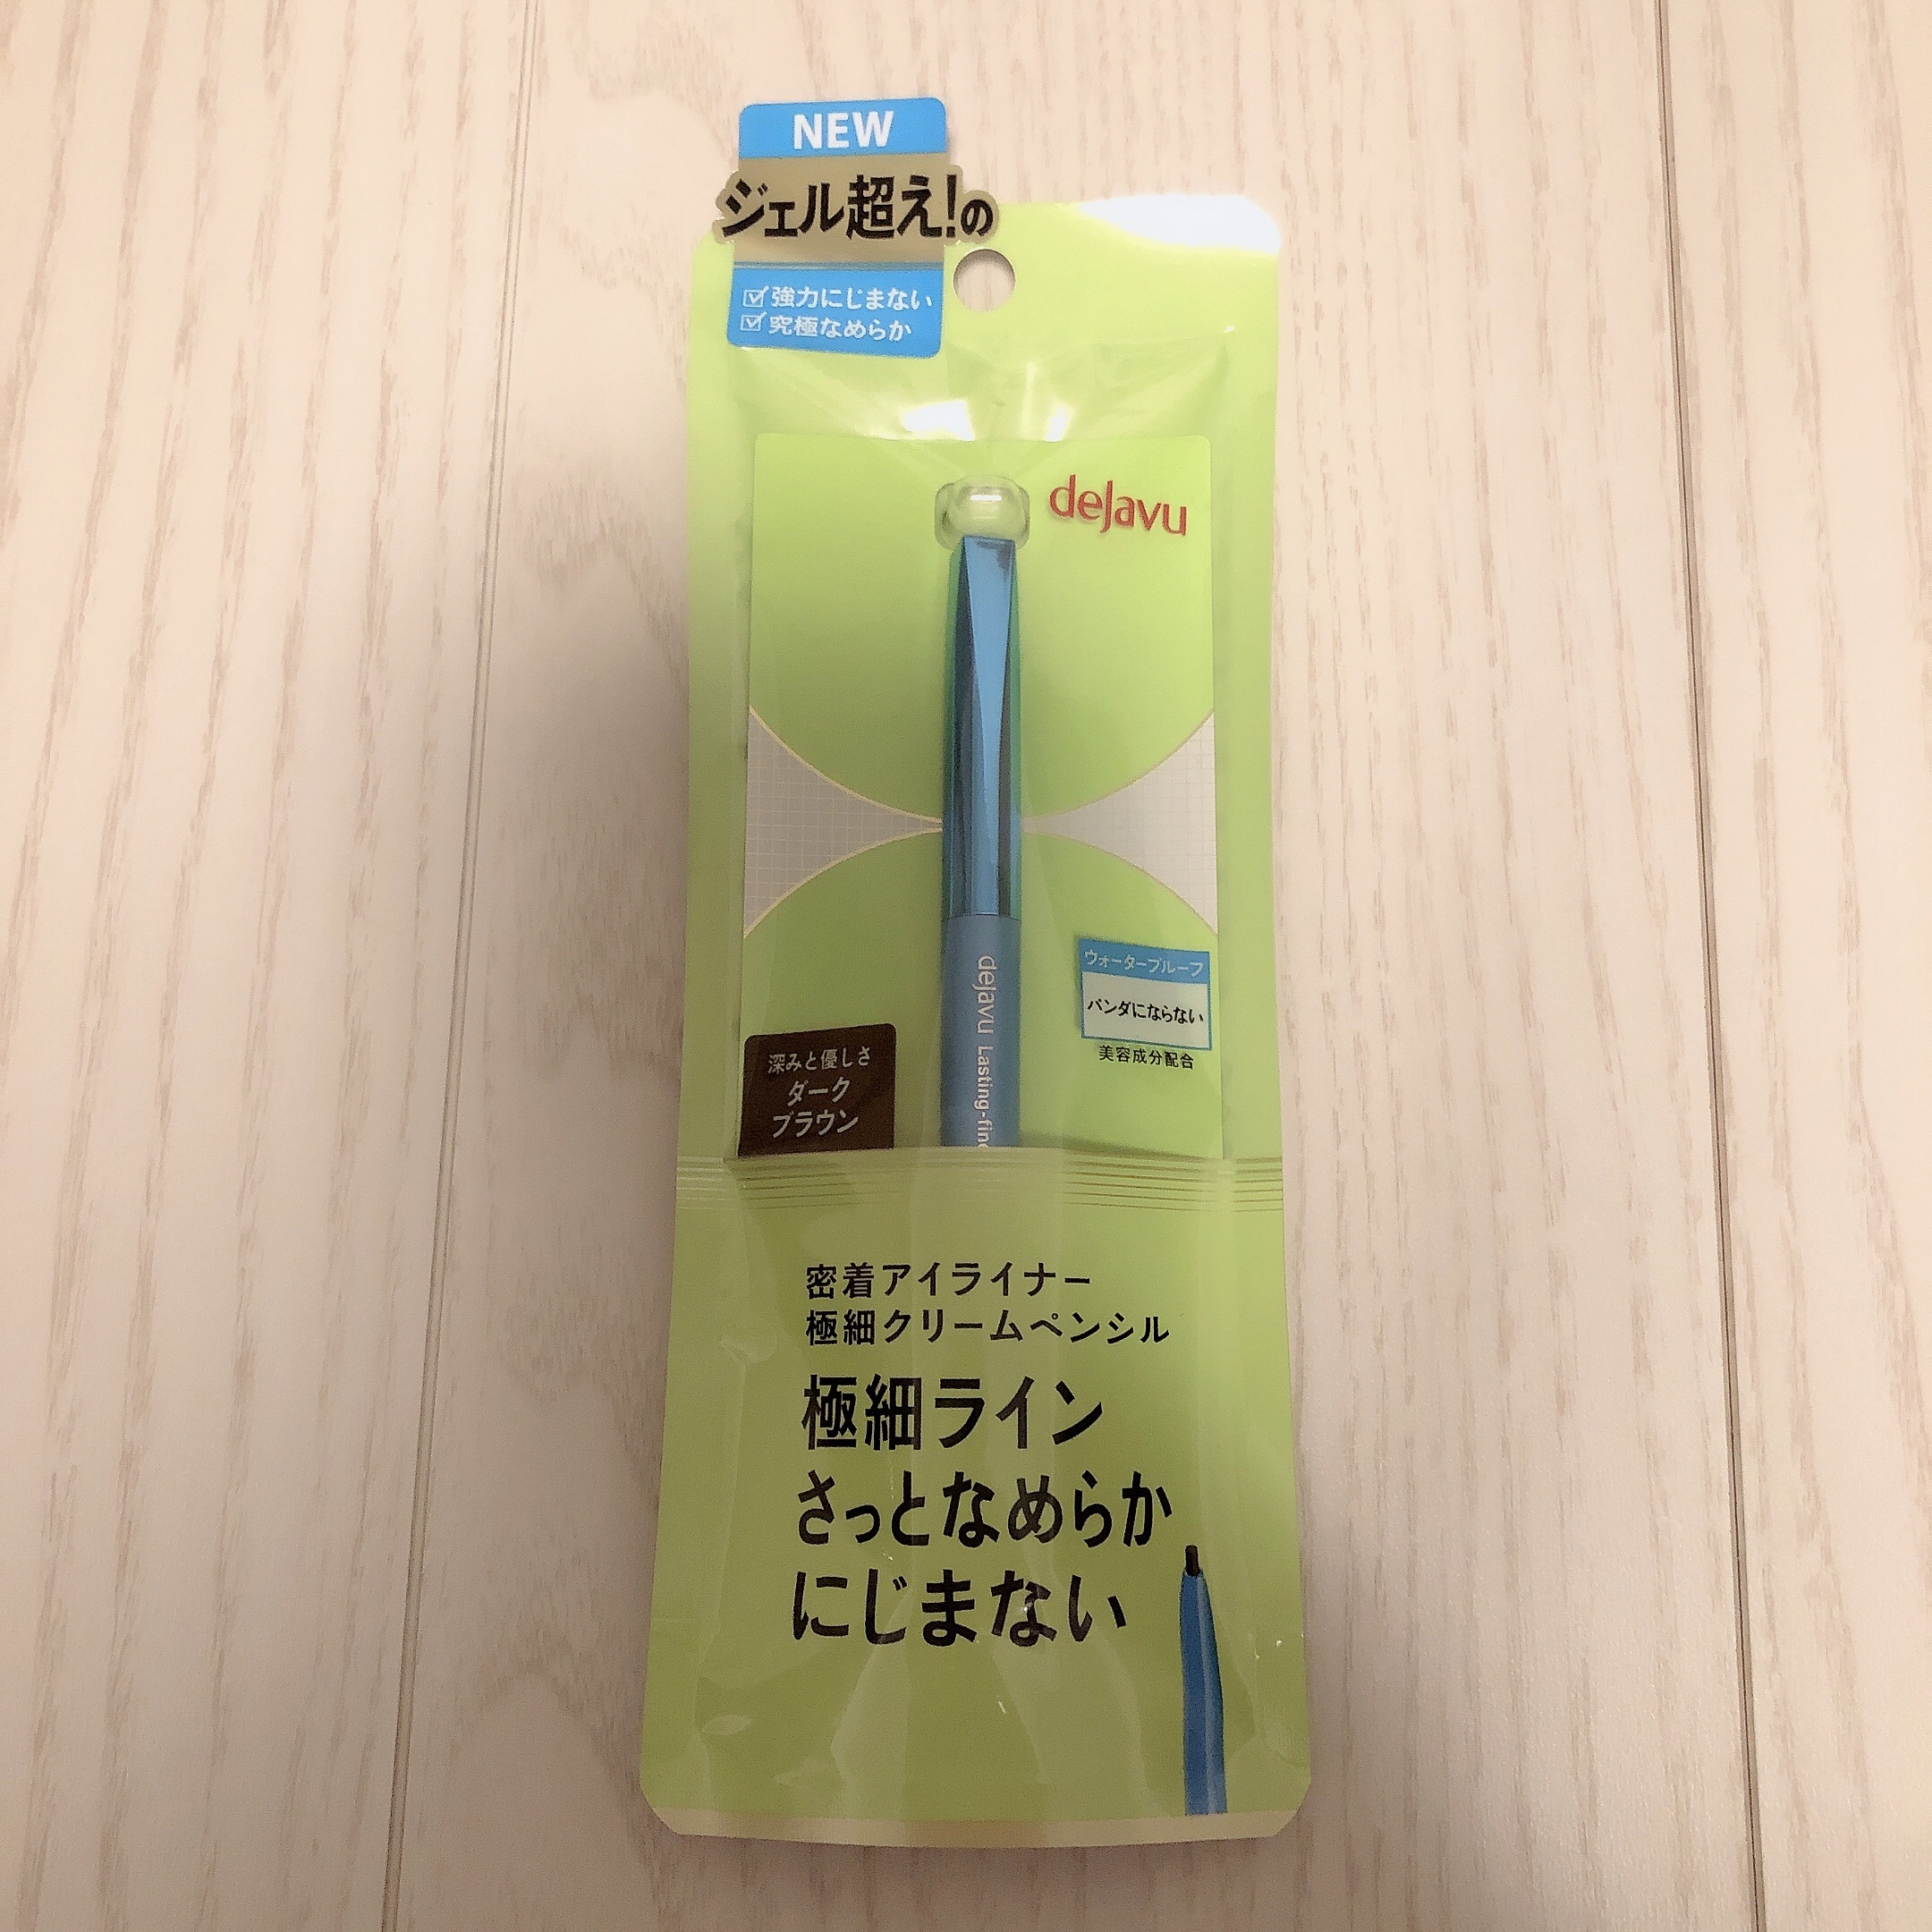 NEW
ジェル超え!の
強力にじまない
究極なめらか
dejavu
dejavu Lasting-fine
ウォータープルーフ
パンダにならない
美容成分配合
深みと優しさ
ダーク
ブラウン
密着アイライナー
極細クリームペンシル
極細ライン
さっとなめらか
にじまない